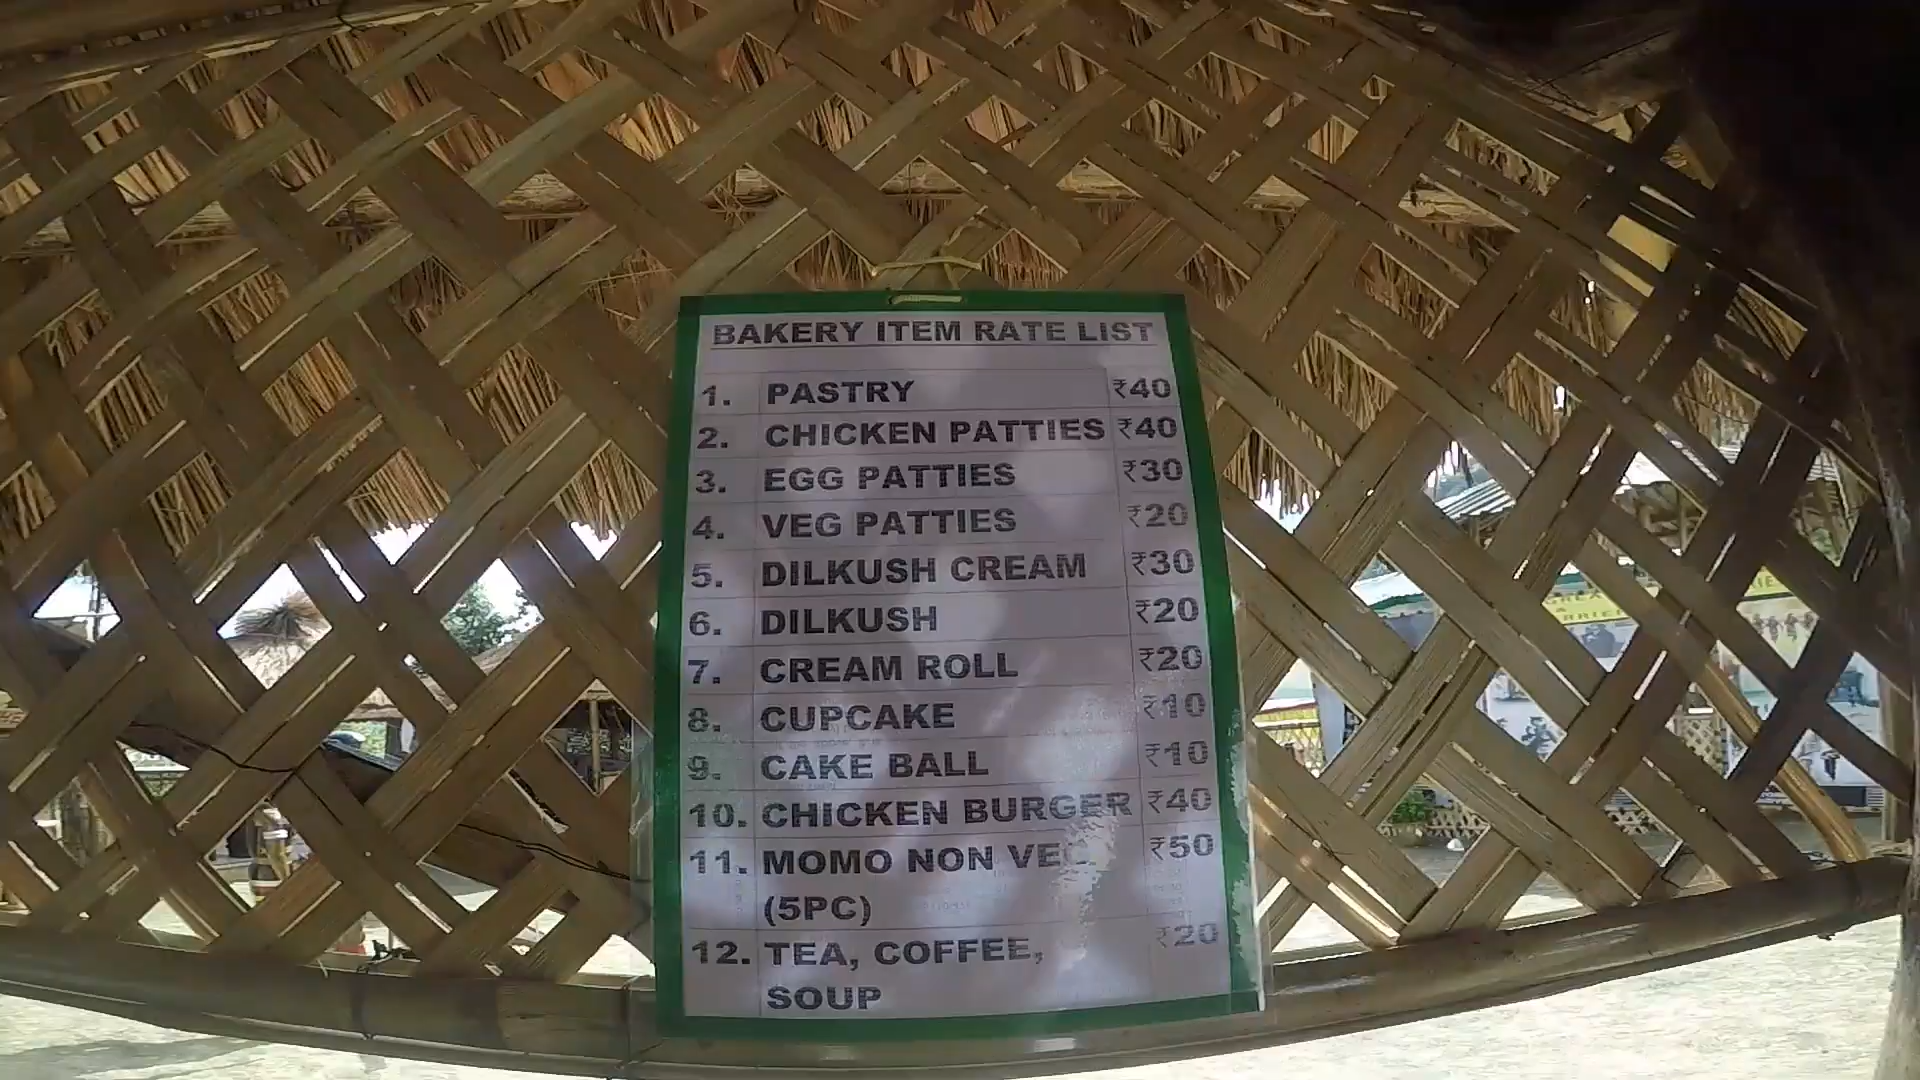 BAKERY ITEM RATE LIST
1. PASTRY ₹40
2. CHICKEN PATTIES ₹40
3. EGG PATTIES ₹30
4. VEG PATTIES ₹20
5. DILKUSH CREAM ₹30
6. DILKUSH ₹20
7. CREAM ROLL ₹20
8. CUPCAKE ₹10
9. CAKE BALL ₹10
10. CHICKEN BURGER ₹40
11. MOMO NON VEG ₹50
(5PC)
12. TEA, COFFEE, ₹20
SOUP